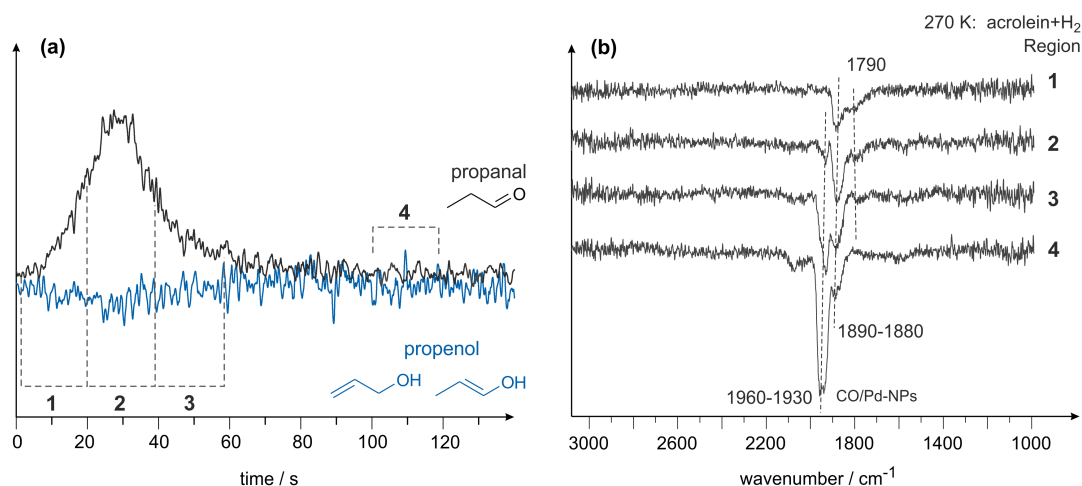 (a)
propanal
O
4
propenol
OH
OH
1 2 3
0 20 40 60 80 100 120
time / s
270 K: acrolein+H₂
Region
(b)
1790
1
2
3
4
1890-1880
1960-1930
CO/Pd-NPs
3000 2600 2200 1800 1400 1000
wavenumber / cm⁻¹